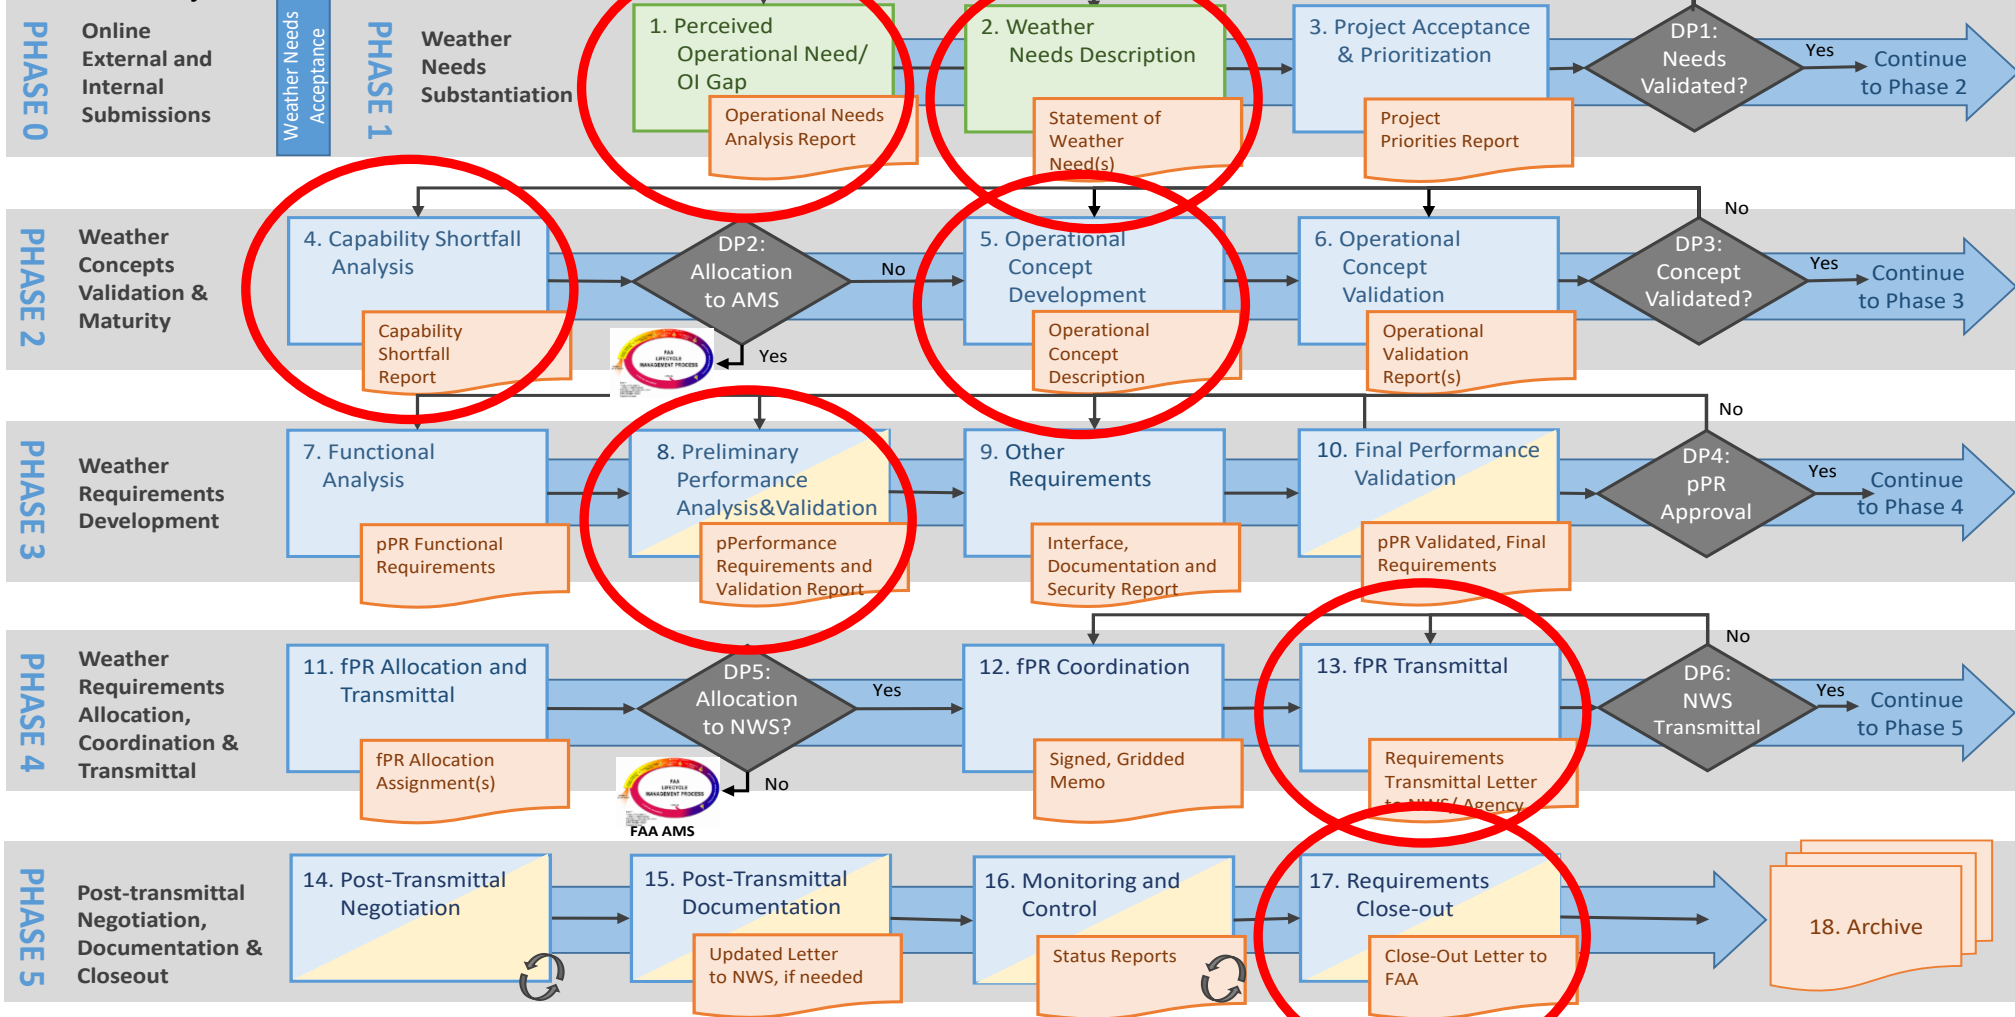 PHASE 0
Online
External and
Internal
Submissions
Weather Needs
Acceptance
PHASE 1
Weather
Needs
Substantiation
1. Perceived
Operational Need/
OI Gap
Operational Needs
Analysis Report
2. Weather
Needs Description
Statement of
Weather
Need(s)
3. Project Acceptance
& Prioritization
Project
Priorities Report
DP1:
Needs
Validated?
Yes
Continue
to Phase 2
PHASE 2
Weather
Concepts
Validation &
Maturity
4. Capability Shortfall
Analysis
Capability
Shortfall
Report
DP2:
Allocation
to AMS
No
Yes
FAA
LIFECYCLE
MANAGEMENT PROCESS
5. Operational
Concept
Development
Operational
Concept
Description
6. Operational
Concept
Validation
Operational
Validation
Report(s)
No
DP3:
Concept
Validated?
Yes
Continue
to Phase 3
PHASE 3
Weather
Requirements
Development
7. Functional
Analysis
pPR Functional
Requirements
8. Preliminary
Performance
Analysis&Validation
pPerformance
Requirements and
Validation Report
9. Other
Requirements
Interface,
Documentation and
Security Report
10. Final Performance
Validation
pPR Validated, Final
Requirements
No
DP4:
pPR
Approval
Yes
Continue
to Phase 4
PHASE 4
Weather
Requirements
Allocation,
Coordination &
Transmittal
11. fPR Allocation and
Transmittal
fPR Allocation
Assignment(s)
DP5:
Allocation
to NWS?
Yes
No
FAA
LIFECYCLE
MANAGEMENT PROCESS
FAA AMS
12. fPR Coordination
Signed, Gridded
Memo
13. fPR Transmittal
Requirements
Transmittal Letter
to NWS/ Agency
No
DP6:
NWS
Transmittal
Yes
Continue
to Phase 5
PHASE 5
Post-transmittal
Negotiation,
Documentation &
Closeout
14. Post-Transmittal
Negotiation
15. Post-Transmittal
Documentation
Updated Letter
to NWS, if needed
16. Monitoring and
Control
Status Reports
17. Requirements
Close-out
Close-Out Letter to
FAA
18. Archive